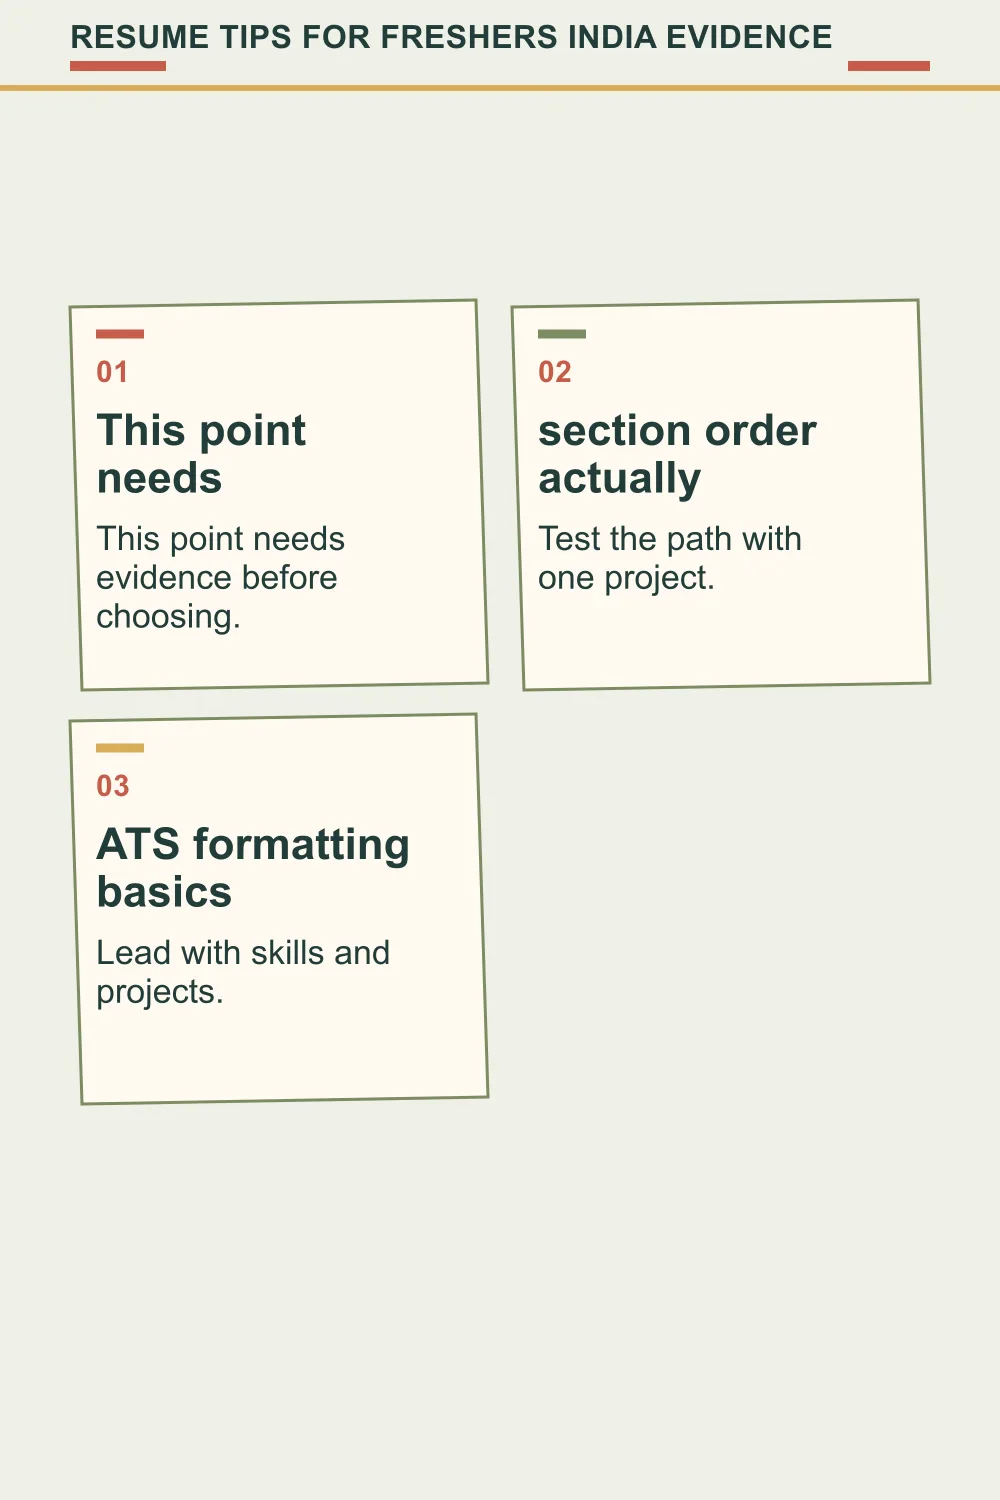 RESUME TIPS FOR FRESHERS INDIA EVIDENCE
01
This point
needs
This point needs
evidence before
choosing.
02
section order
actually
Test the path with
one project.
03
ATS formatting
basics
Lead with skills and
projects.